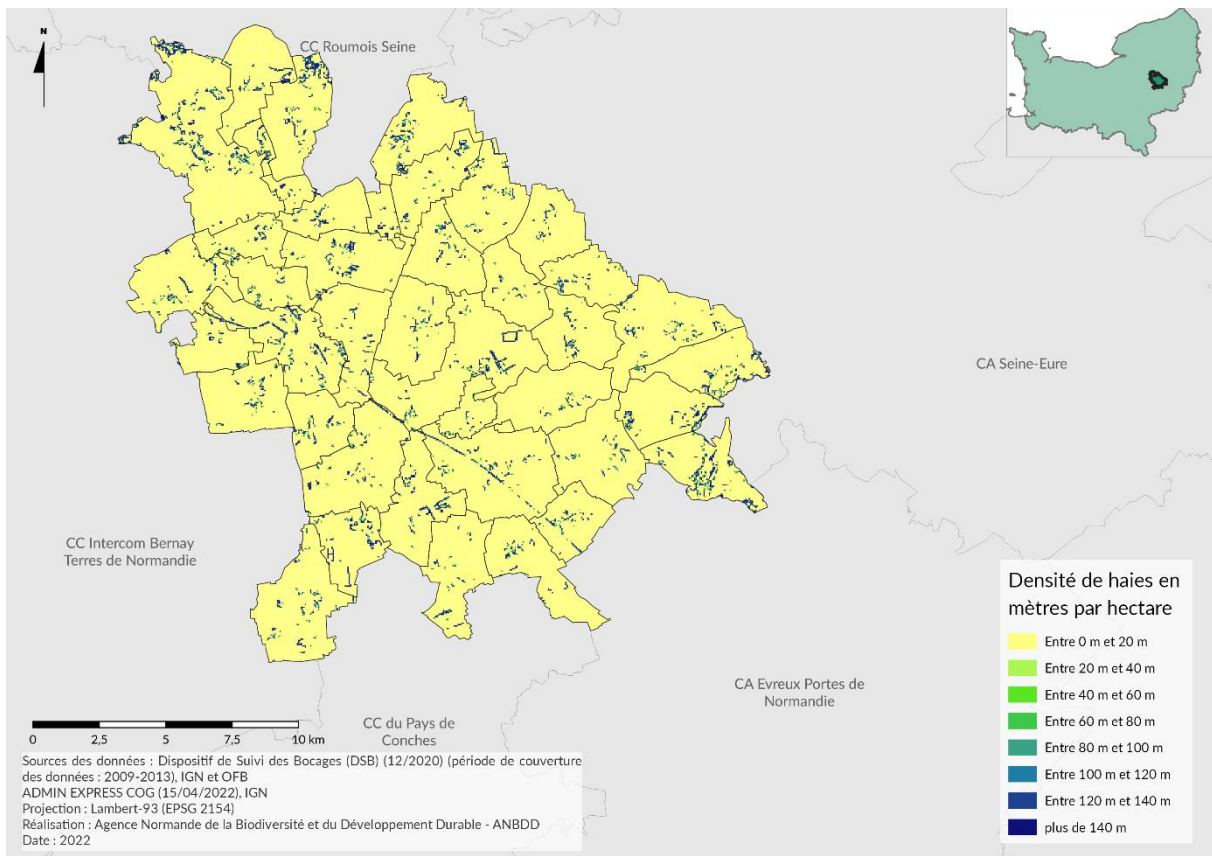 N
CC Roumois Seine
CA Seine-Eure
CC Intercom Bernay
Terres de Normandie
CA Evreux Portes de
Normandie
CC du Pays de
Conches
Densité de haies en
mètres par hectare
Entre 0 m et 20 m
Entre 20 m et 40 m
Entre 40 m et 60 m
Entre 60 m et 80 m
Entre 80 m et 100 m
Entre 100 m et 120 m
Entre 120 m et 140 m
plus de 140 m
0 2,5 5 7,5 10 km
Sources des données : Dispositif de Suivi des Bocages (DSB) (12/2020) (période de couverture
des données : 2009-2013), IGN et OFB
ADMIN EXPRESS COG (15/04/2022), IGN
Projection : Lambert-93 (EPSG 2154)
Réalisation : Agence Normande de la Biodiversité et du Développement Durable - ANBDD
Date : 2022